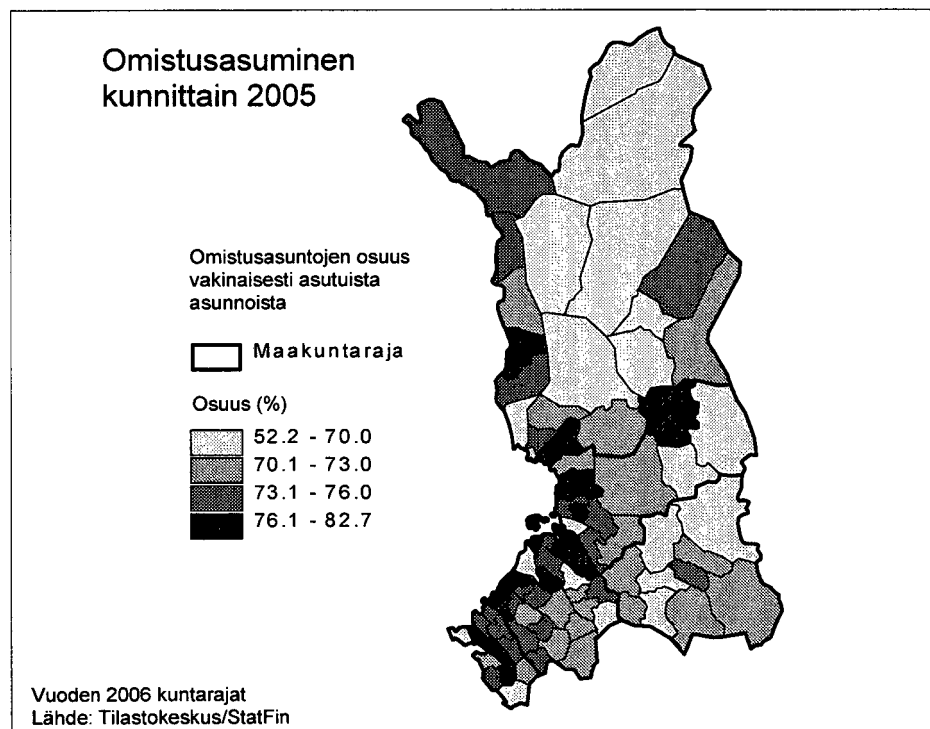 Omistusasuminen
kunnittain 2005
Omistusasuntojen osuus
vakinaisesti asutuista
asunnoista
Maakuntaraja
Osuus (%)
52.2 - 70.0
70.1 - 73.0
73.1 - 76.0
76.1 - 82.7
Vuoden 2006 kuntarajat
Lähde: Tilastokeskus/StatFin